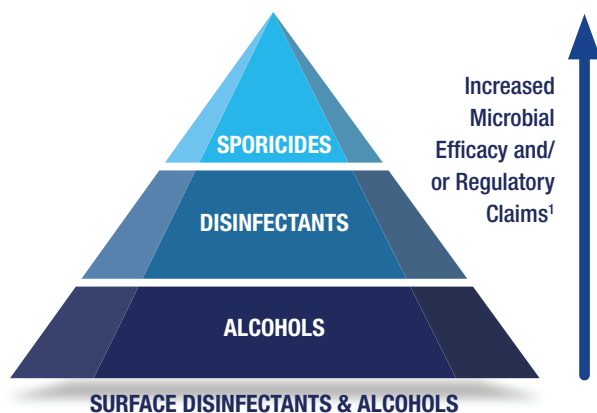 SPORICIDES
DISINFECTANTS
ALCOHOLS
Increased
Microbial
Efficacy and/
or Regulatory
Claims¹
SURFACE DISINFECTANTS & ALCOHOLS